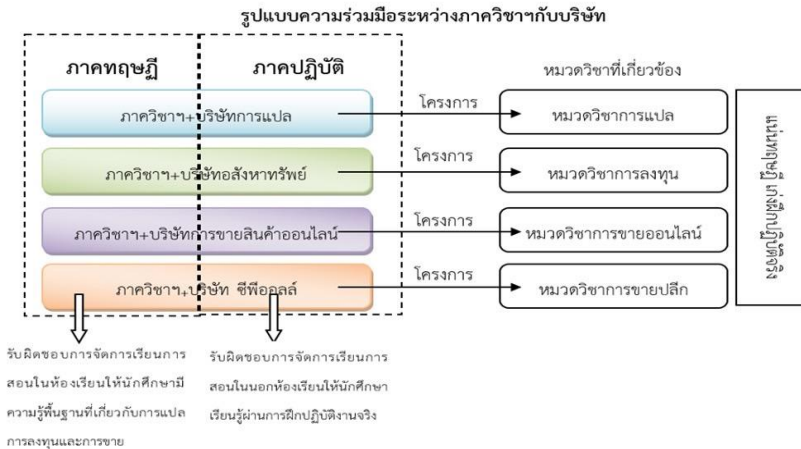 รูปแบบความร่วมมือระหว่างภาควิชาฯกับบริษัท
ภาคทฤษฎี
ภาคปฏิบัติ
หมวดวิชาที่เกี่ยวข้อง
ภาควิชาฯ+บริษัทการแปล
โครงการ
หมวดวิชาการแปล
ภาควิชาฯ+บริษัทอสังหาทรัพย์
โครงการ
หมวดวิชาการลงทุน
ภาควิชาฯ+บริษัทการขายสินค้าออนไลน์
โครงการ
หมวดวิชาการขายออนไลน์
ภาควิชาฯ+บริษัท ซีพีออลล์
โครงการ
หมวดวิชาการขายปลีก
แน่นทฤษฎี เก่งฝึกปฏิบัติจริง
รับผิดชอบการจัดการเรียนการ
สอนในห้องเรียนให้นักศึกษามี
ความรู้พื้นฐานที่เกี่ยวกับการแปล
การลงทุนและการขาย
รับผิดชอบการจัดการเรียนการ
สอนในนอกห้องเรียนให้นักศึกษา
เรียนรู้ผ่านการฝึกปฏิบัติงานจริง